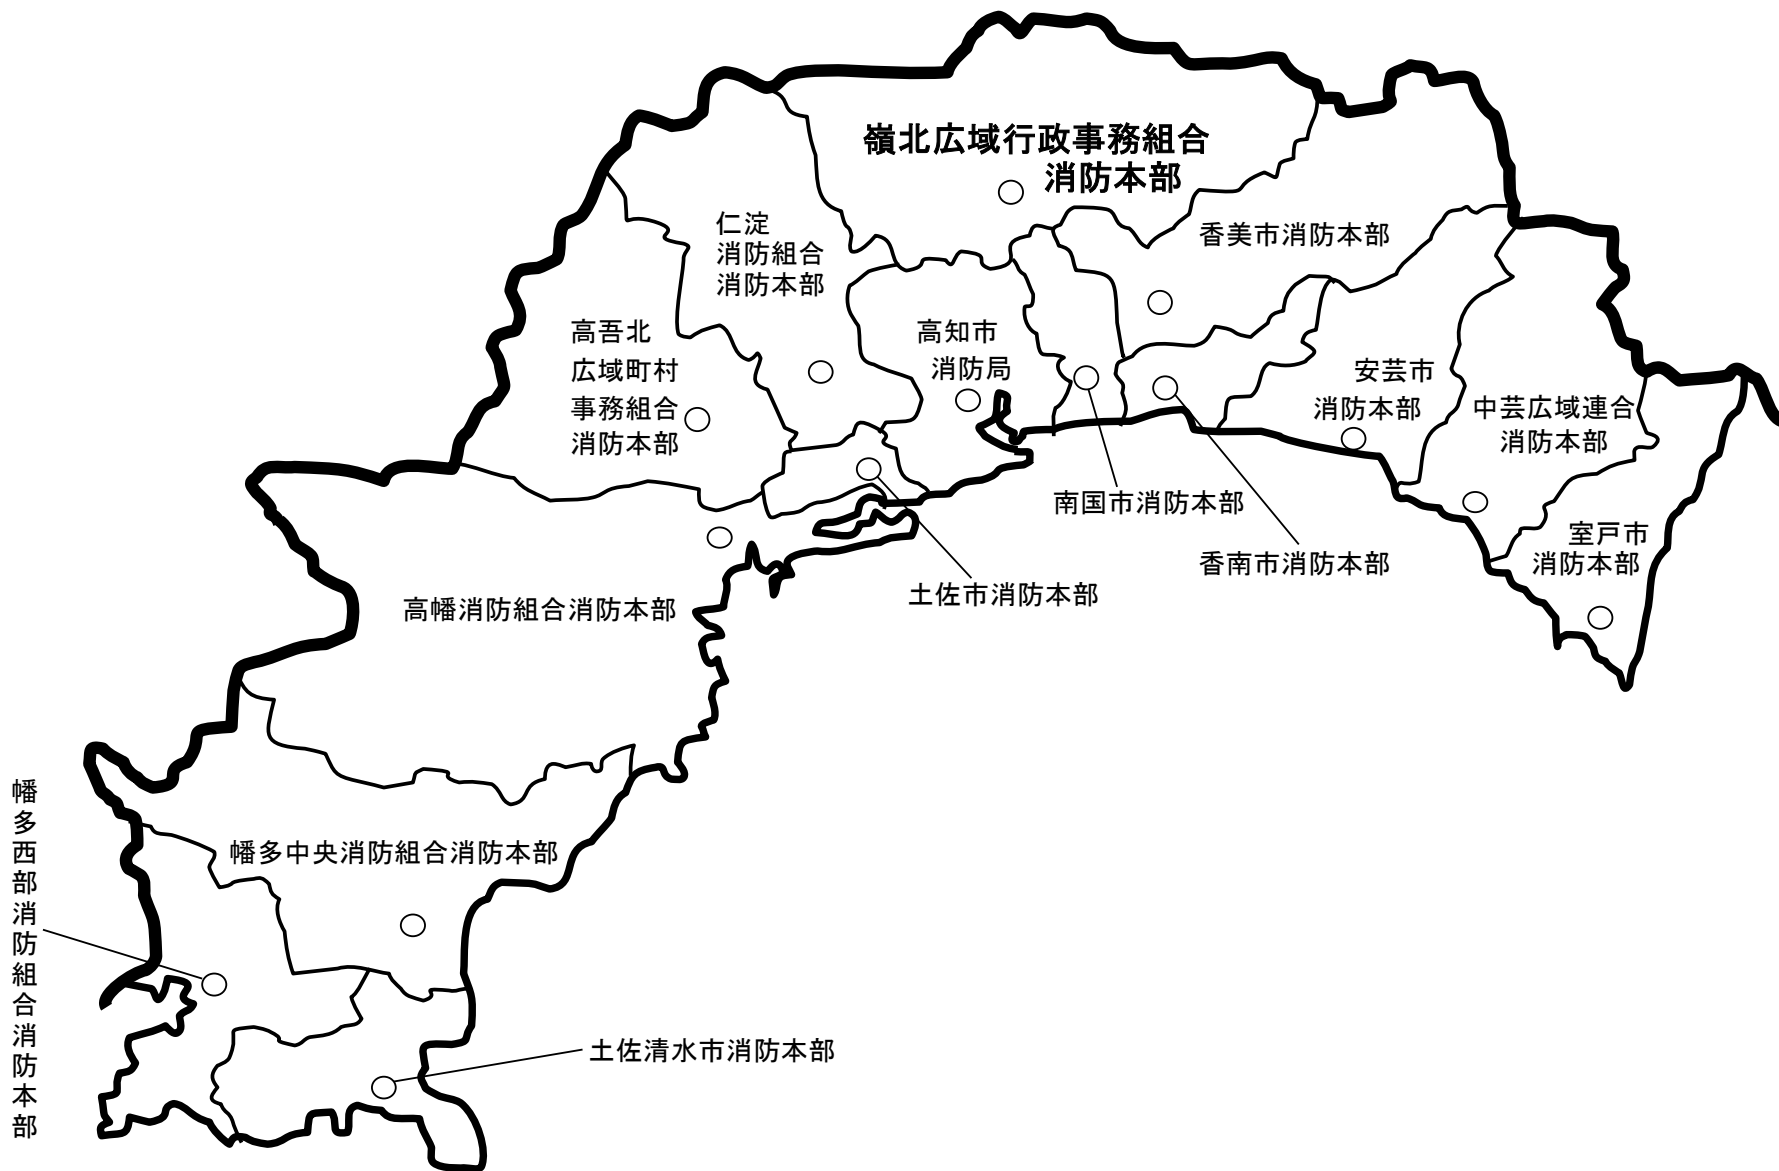 嶺北広域行政事務組合
消防本部
仁淀
消防組合
消防本部
香美市消防本部
高吾北
広域町村
事務組合
消防本部
高知市
消防局
安芸市
消防本部
中芸広域連合
消防本部
南国市消防本部
香南市消防本部
室戸市
消防本部
土佐市消防本部
高幡消防組合消防本部
幡多中央消防組合消防本部
幡多西部消防組合消防本部
土佐清水市消防本部